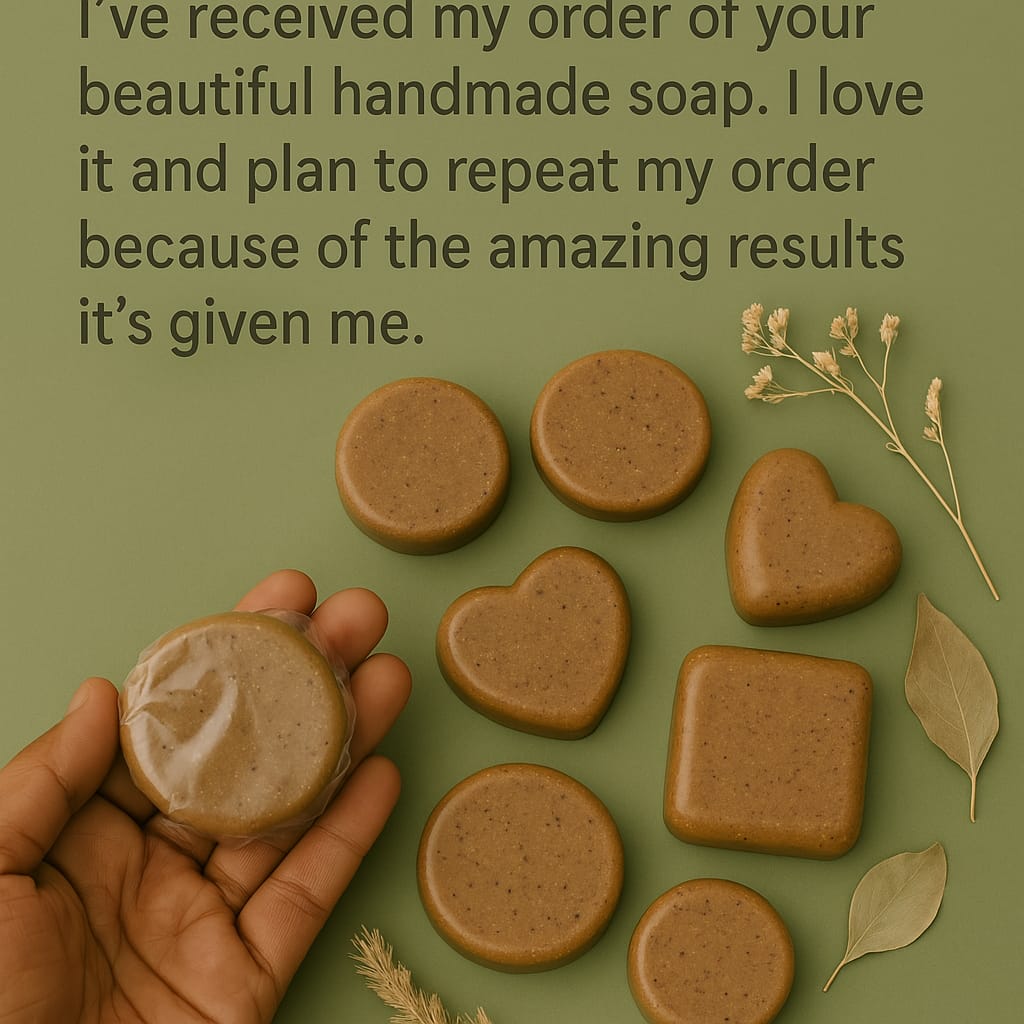 I’ve received my order of your
beautiful handmade soap. I love
it and plan to repeat my order
because of the amazing results
it’s given me.